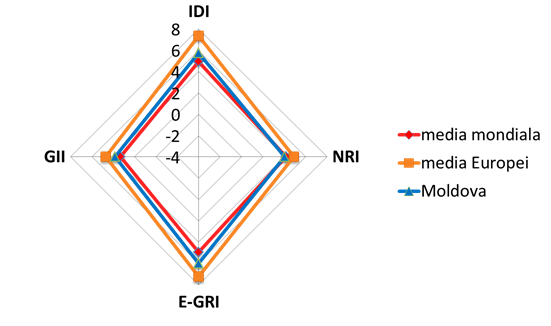 IDI
8
6
4
2
0
-2
-4
GII
NRI
E-GRI
media mondiala
media Europei
Moldova